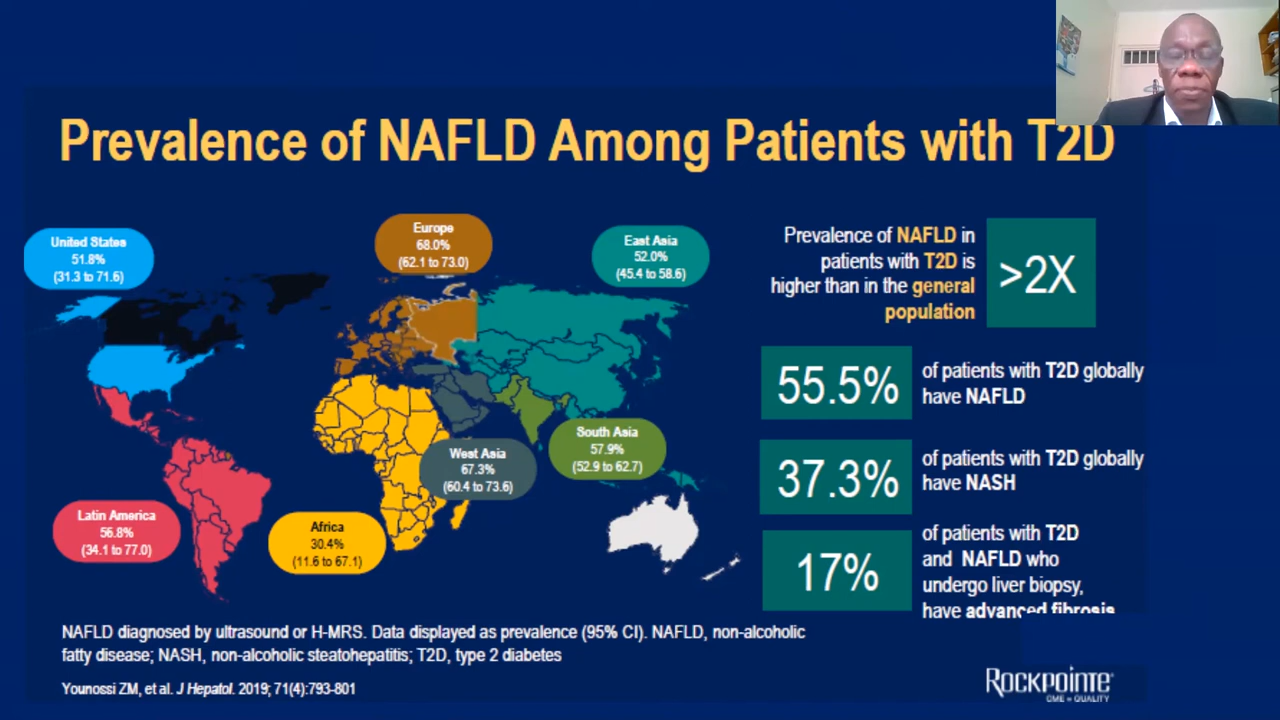 Prevalence of NAFLD Among Patients with T2D
United States
51.8%
(31.3 to 71.6)
Europe
68.0%
(62.1 to 73.0)
East Asia
52.0%
(45.4 to 58.6)
South Asia
57.9%
(52.9 to 62.7)
West Asia
67.3%
(60.4 to 73.6)
Latin America
56.8%
(34.1 to 77.0)
Africa
30.4%
(11.6 to 67.1)
Prevalence of NAFLD in
patients with T2D is
higher than in the general
population
>2X
55.5%
of patients with T2D globally
have NAFLD
37.3%
of patients with T2D globally
have NASH
17%
of patients with T2D
and NAFLD who
undergo liver biopsy,
have advanced fibrosis
NAFLD diagnosed by ultrasound or H-MRS. Data displayed as prevalence (95% CI). NAFLD, non-alcoholic
fatty disease; NASH, non-alcoholic steatohepatitis; T2D, type 2 diabetes
Younossi ZM, et al. J Hepatol. 2019; 71(4):793-801
ROCKPOINTE
CME = QUALITY